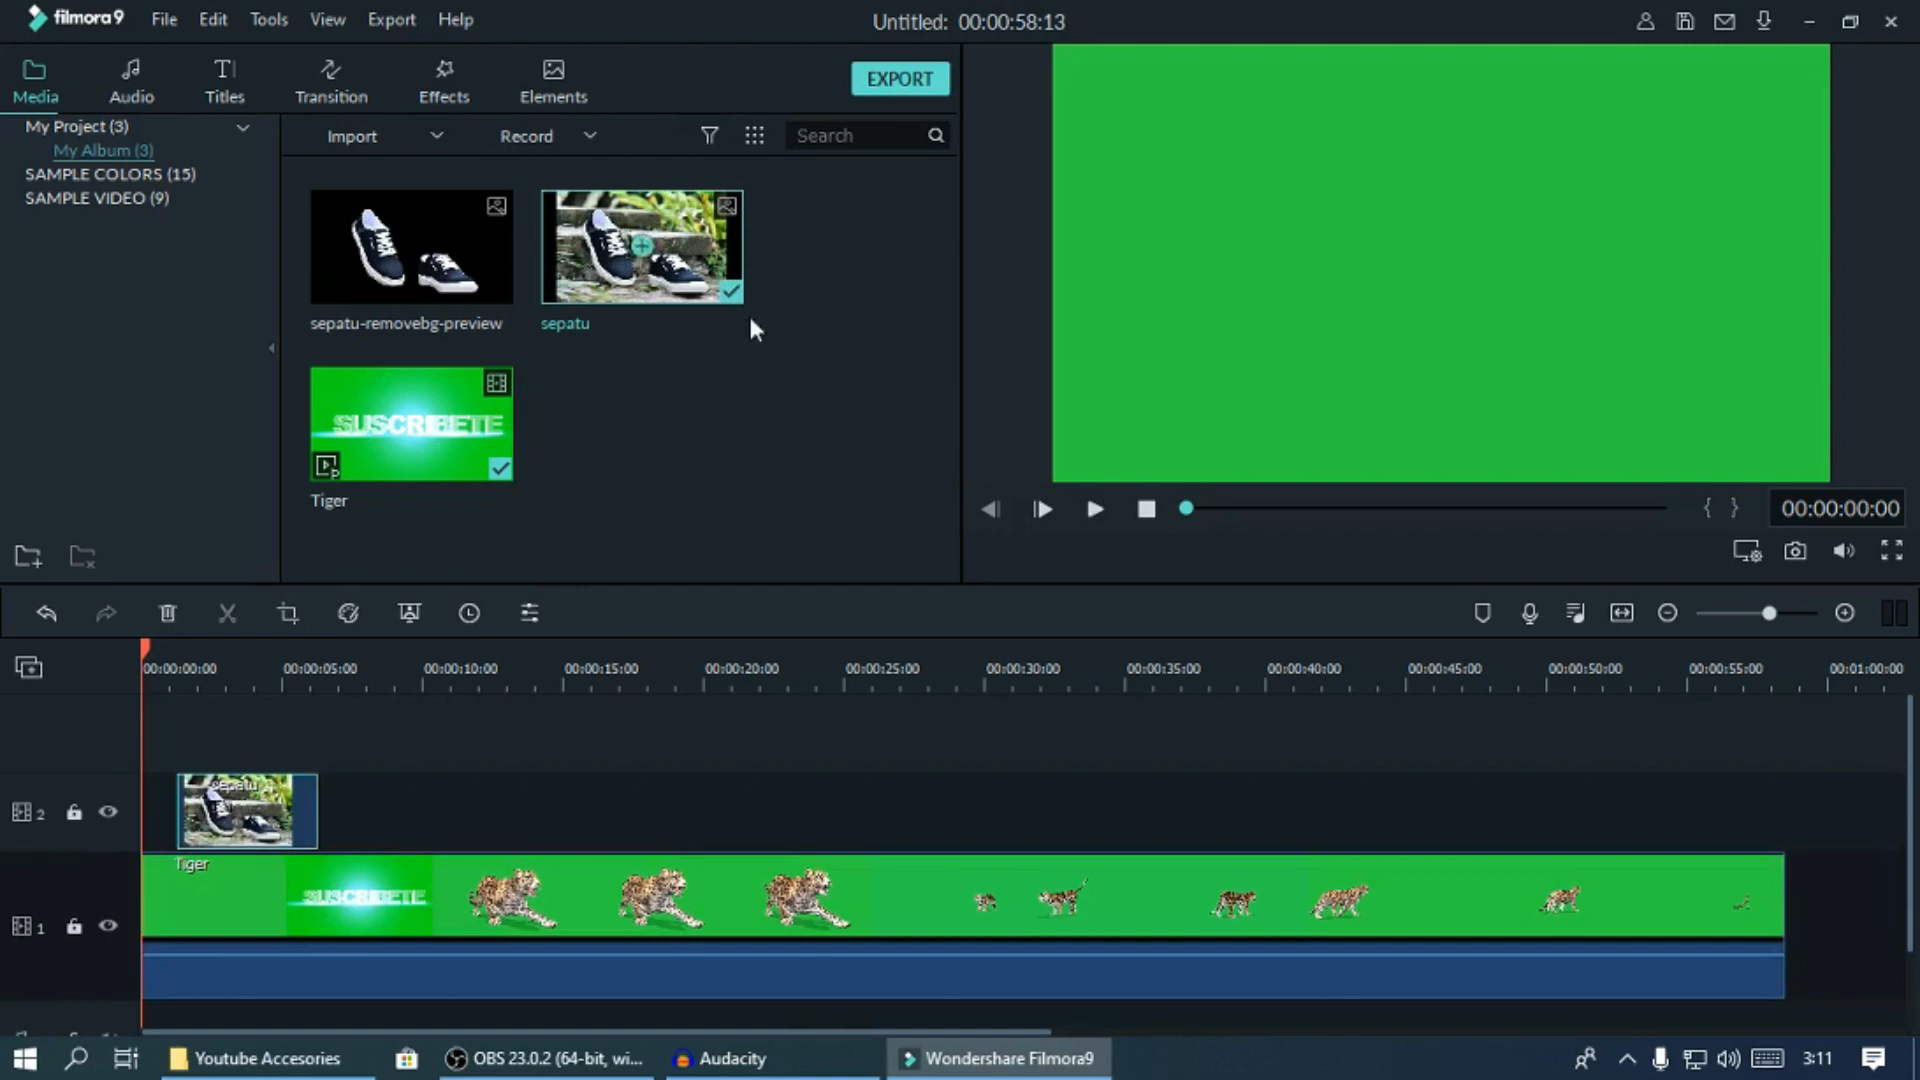 filmora9
File Edit Tools View Export Help
Untitled: 00:00:58:13
Media
Audio
Titles
Transition
Effects
Elements
EXPORT
My Project (3)
My Album (3)
SAMPLE COLORS (15)
SAMPLE VIDEO (9)
Import
Record
Search
sepatu-removebg-preview
sepatu
SUSCRIBETE
Tiger
00:00:00:00
00:00:00:00 00:00:05:00 00:00:10:00 00:00:15:00 00:00:20:00 00:00:25:00 00:00:30:00 00:00:35:00 00:00:40:00 00:00:45:00 00:00:50:00 00:00:55:00 00:01:00:00
2
sepatu
Tiger
SUSCRIBETE
1
Youtube Accesories
OBS 23.0.2 (64-bit, wi...
Audacity
Wondershare Filmora9
3:11